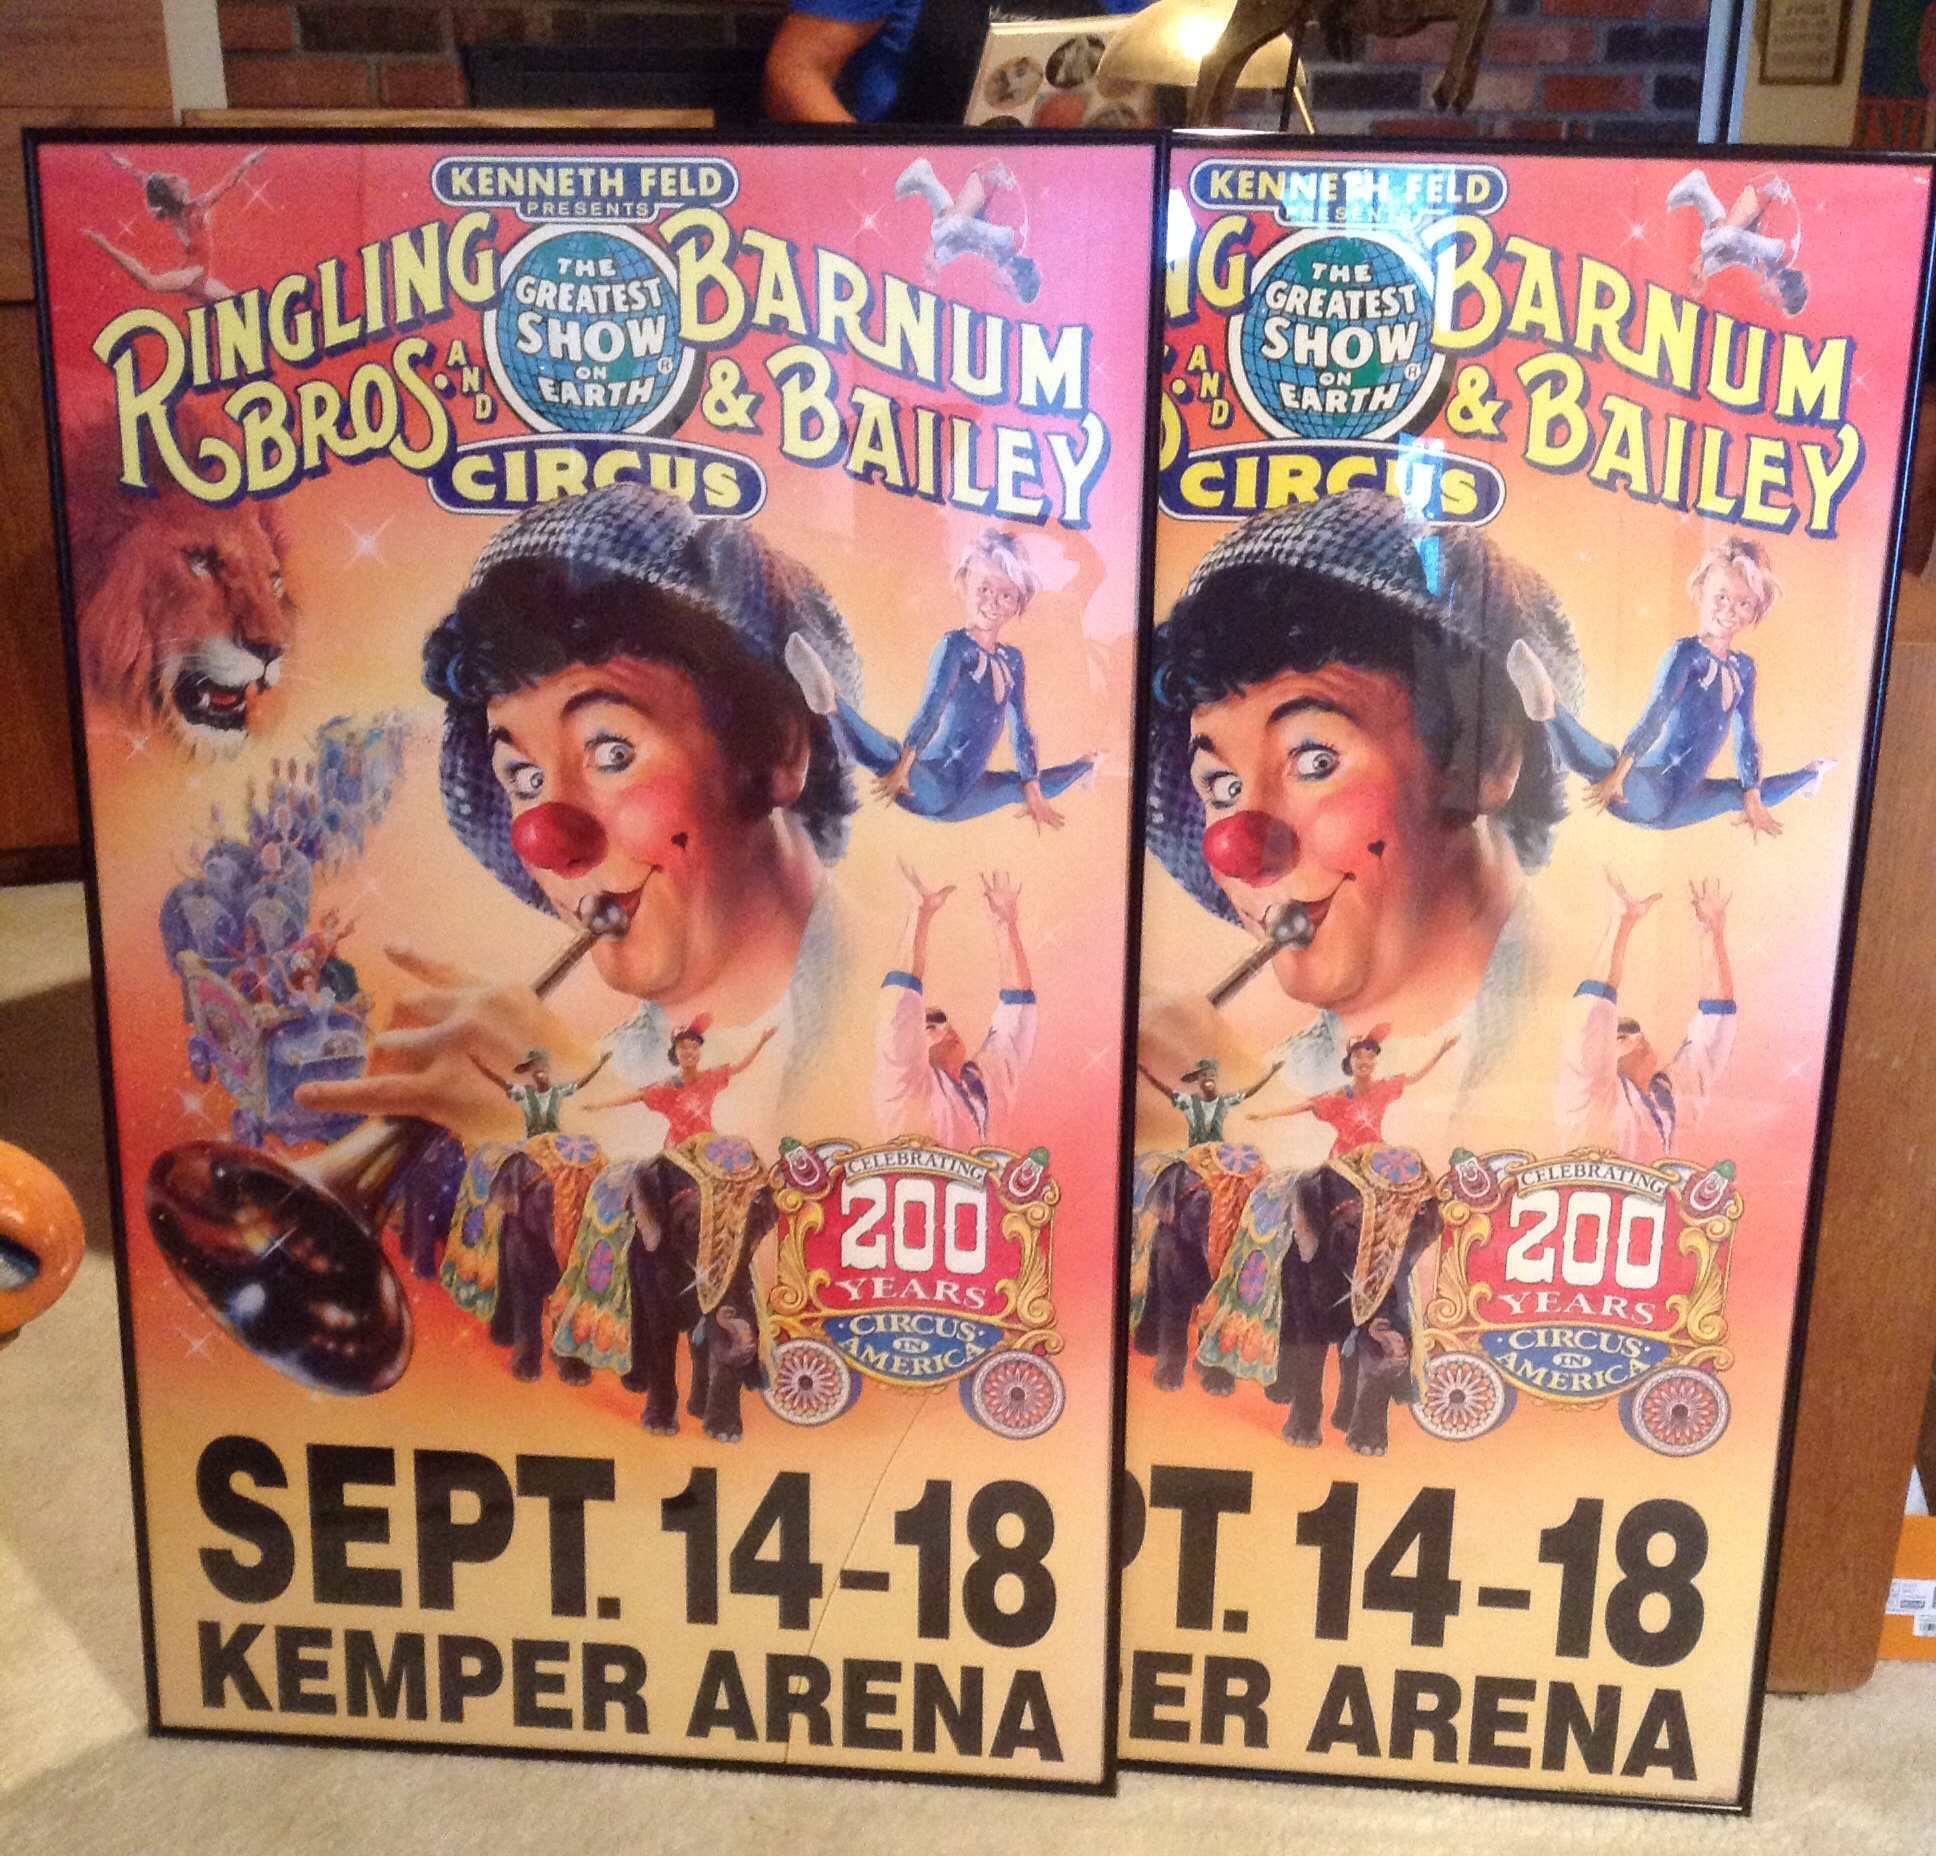 KENNETH FELD
PRESENTS
RINGLING
BROS. AND
THE
GREATEST
SHOW
ON
EARTH ®
BARNUM
& BAILEY
CIRCUS
CELEBRATING
200
YEARS
·CIRCUS·
IN
AMERICA
SEPT. 14-18
KEMPER ARENA
KENNETH FELD
PRESENTS
NG
AND
THE
GREATEST
SHOW
ON
EARTH ®
BARNUM
& BAILEY
CIRCUS
CELEBRATING
200
YEARS
·CIRCUS·
IN
AMERICA
PT. 14-18
ER ARENA